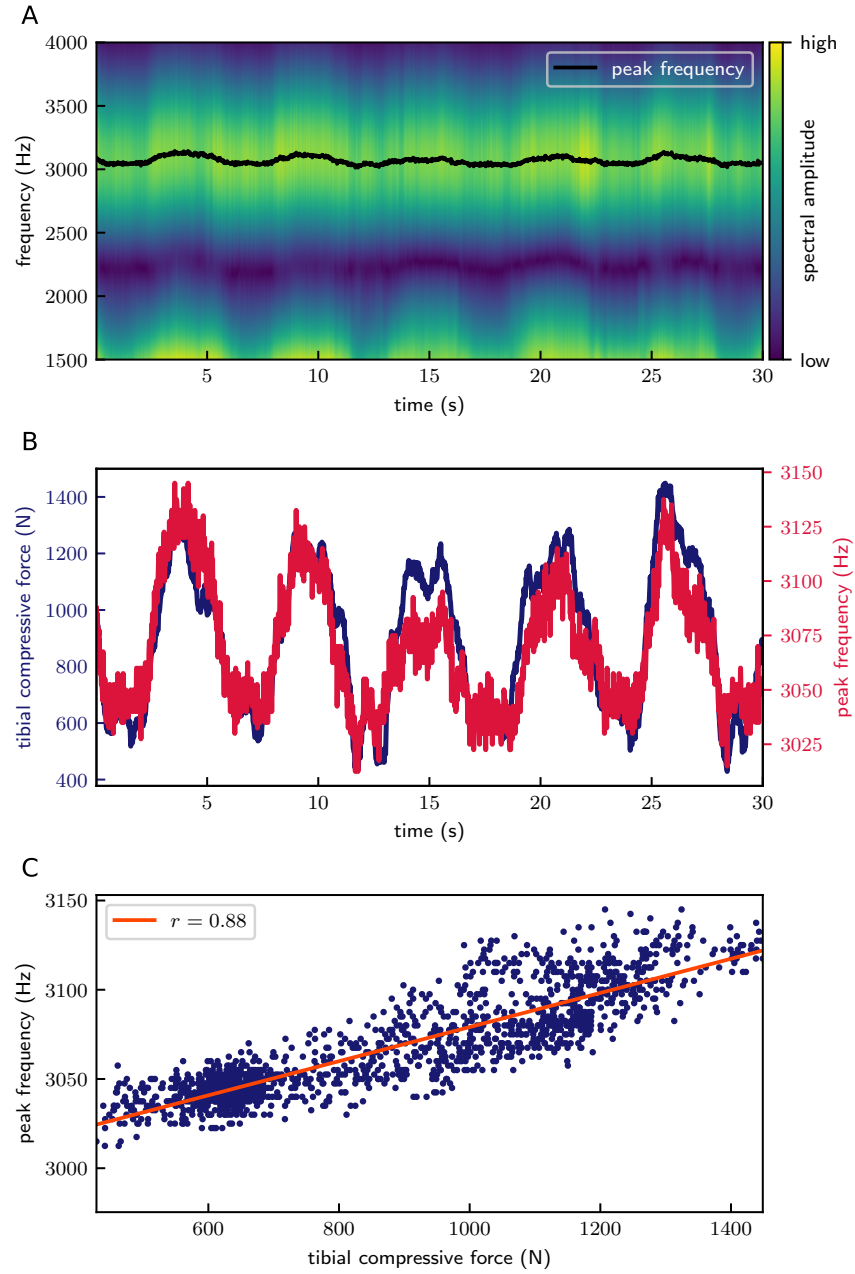 A
4000
3500
3000
2500
2000
1500
frequency (Hz)
peak frequency
5
10
15
20
25
30
time (s)
high
low
spectral amplitude
B
1400
1200
1000
800
600
400
tibial compressive force (N)
3150
3125
3100
3075
3050
3025
peak frequency (Hz)
5
10
15
20
25
30
time (s)
C
3150
3100
3050
3000
peak frequency (Hz)
r = 0.88
600
800
1000
1200
1400
tibial compressive force (N)